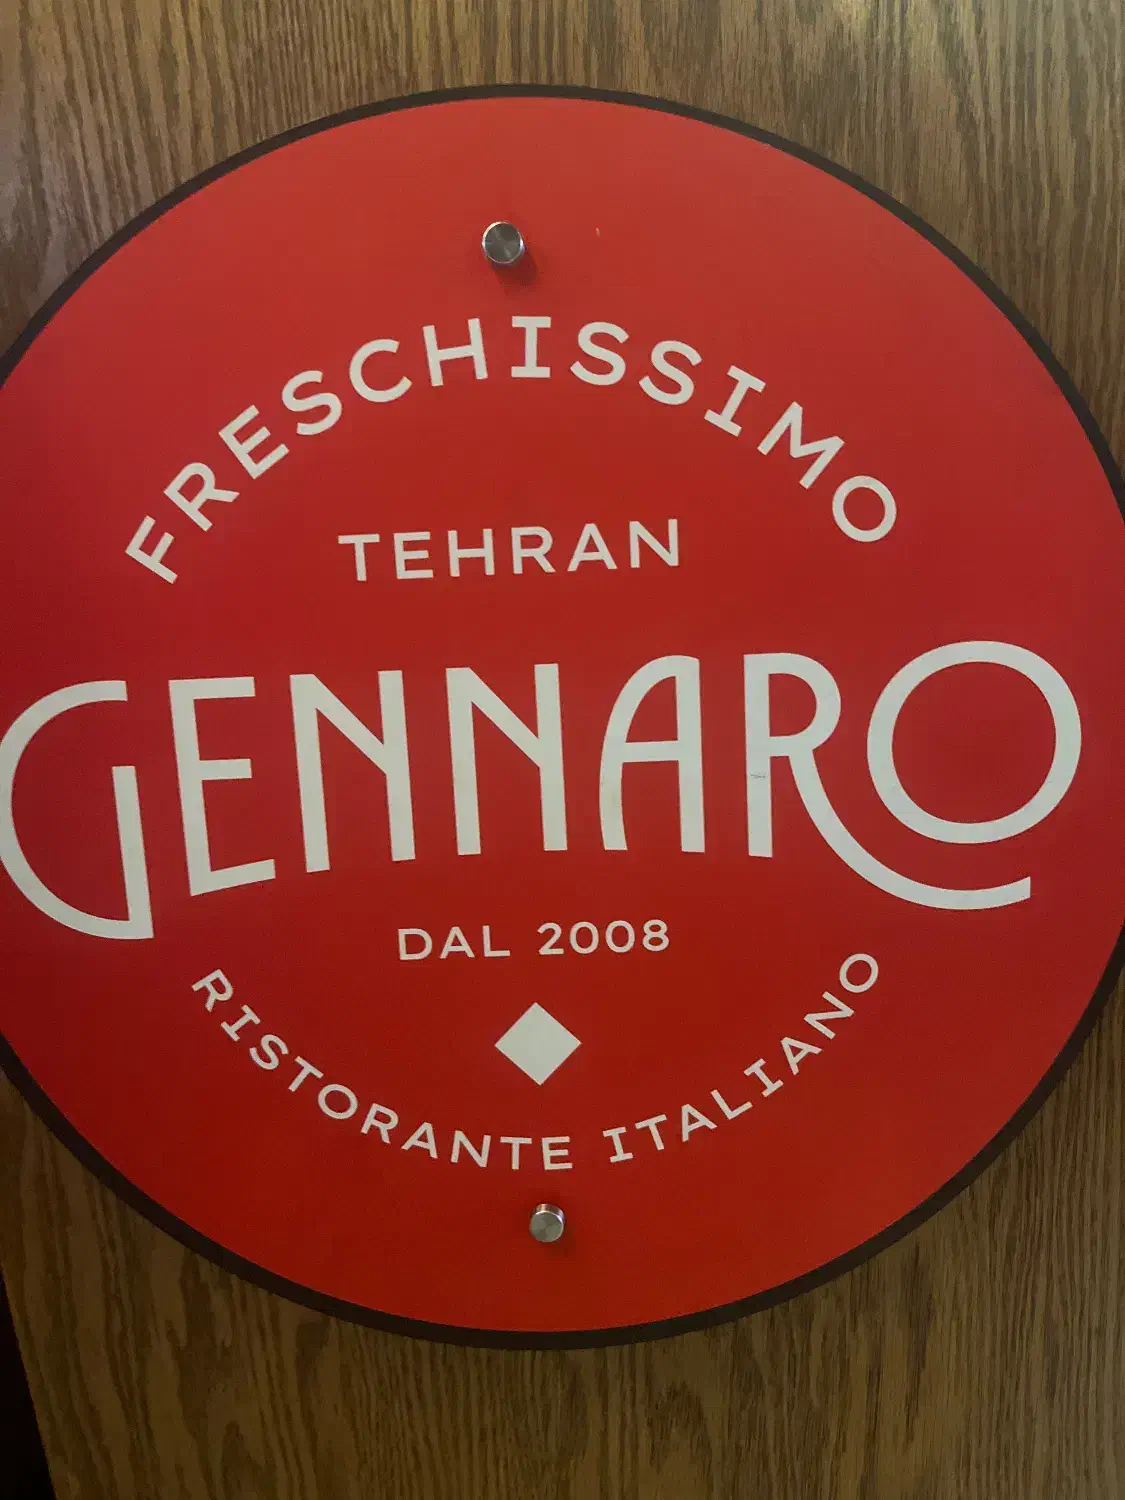 FRESCHISSIMO
TEHRAN
GENNARO
DAL 2008
RISTORANTE ITALIANO